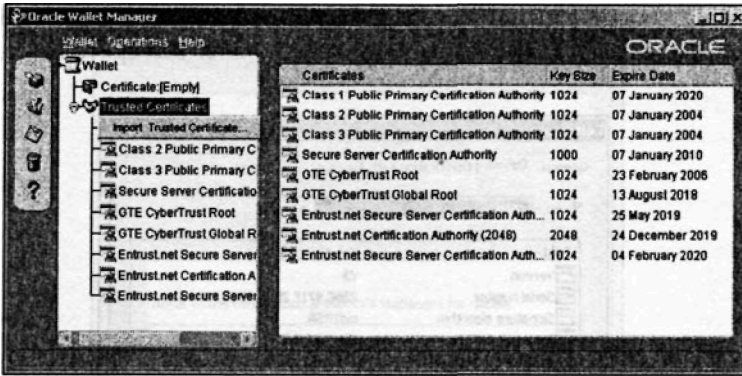 Oracle Wallet Manager
Wallet Operations Help
ORACLE
Wallet
Certificate:[Empty]
Trusted Certificates
Import Trusted Certificate...
Class 2 Public Primary C
Class 3 Public Primary C
Secure Server Certificatio
GTE CyberTrust Root
GTE CyberTrust Global R
Entrust.net Secure Server
Entrust.net Certification A
Entrust.net Secure Server
Certificates Key Size Expire Date
Class 1 Public Primary Certification Authority 1024 07 January 2020
Class 2 Public Primary Certification Authority 1024 07 January 2004
Class 3 Public Primary Certification Authority 1024 07 January 2004
Secure Server Certification Authority 1000 07 January 2010
GTE CyberTrust Root 1024 23 February 2006
GTE CyberTrust Global Root 1024 13 August 2018
Entrust.net Secure Server Certification Auth... 1024 25 May 2019
Entrust.net Certification Authority (2048) 2048 24 December 2019
Entrust.net Secure Server Certification Auth... 1024 04 February 2020